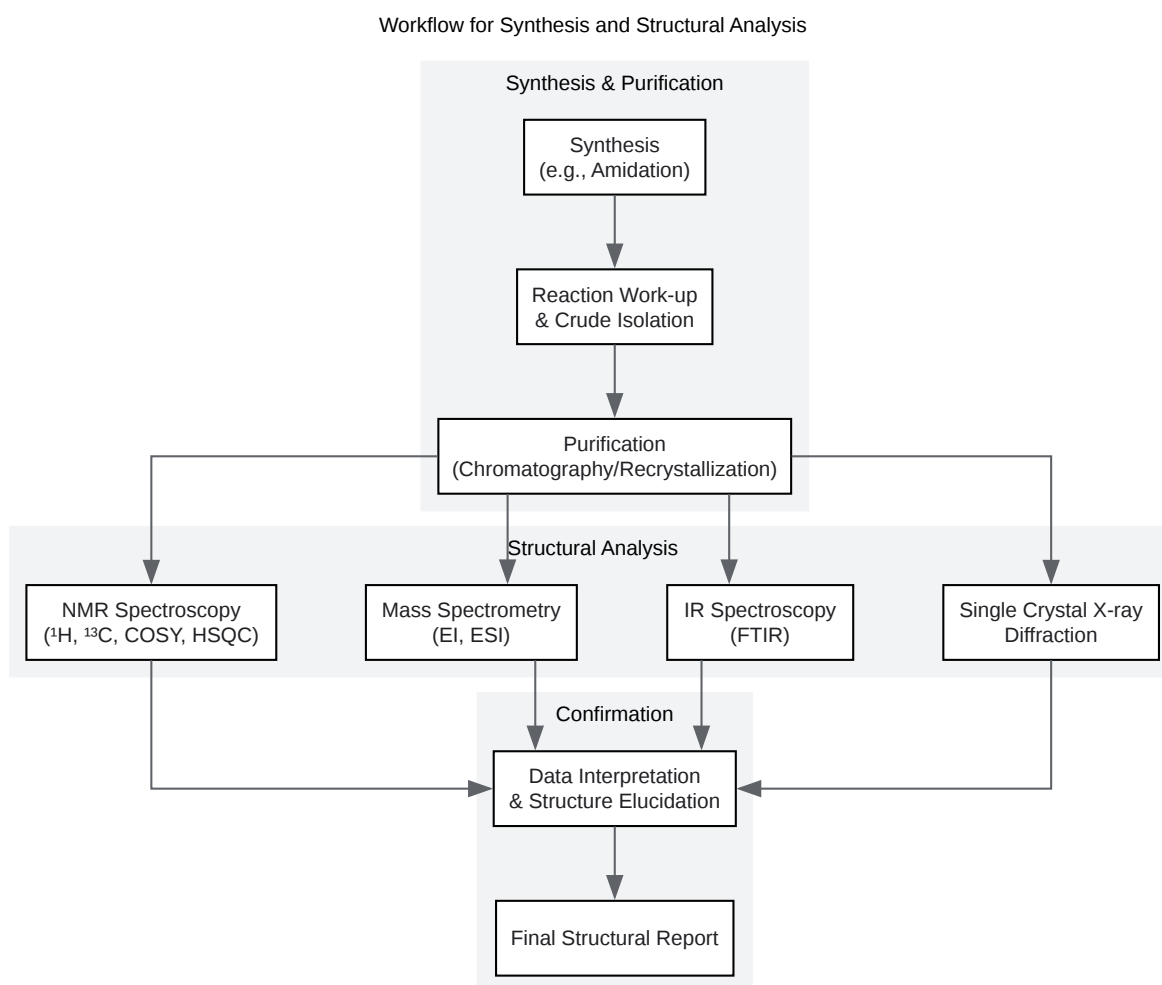 Workflow for Synthesis and Structural Analysis
Synthesis & Purification
Synthesis
(e.g., Amidation)
Reaction Work-up
& Crude Isolation
Purification
(Chromatography/Recrystallization)
Structural Analysis
NMR Spectroscopy
(¹H, ¹³C, COSY, HSQC)
Mass Spectrometry
(EI, ESI)
IR Spectroscopy
(FTIR)
Single Crystal X-ray
Diffraction
Confirmation
Data Interpretation
& Structure Elucidation
Final Structural Report